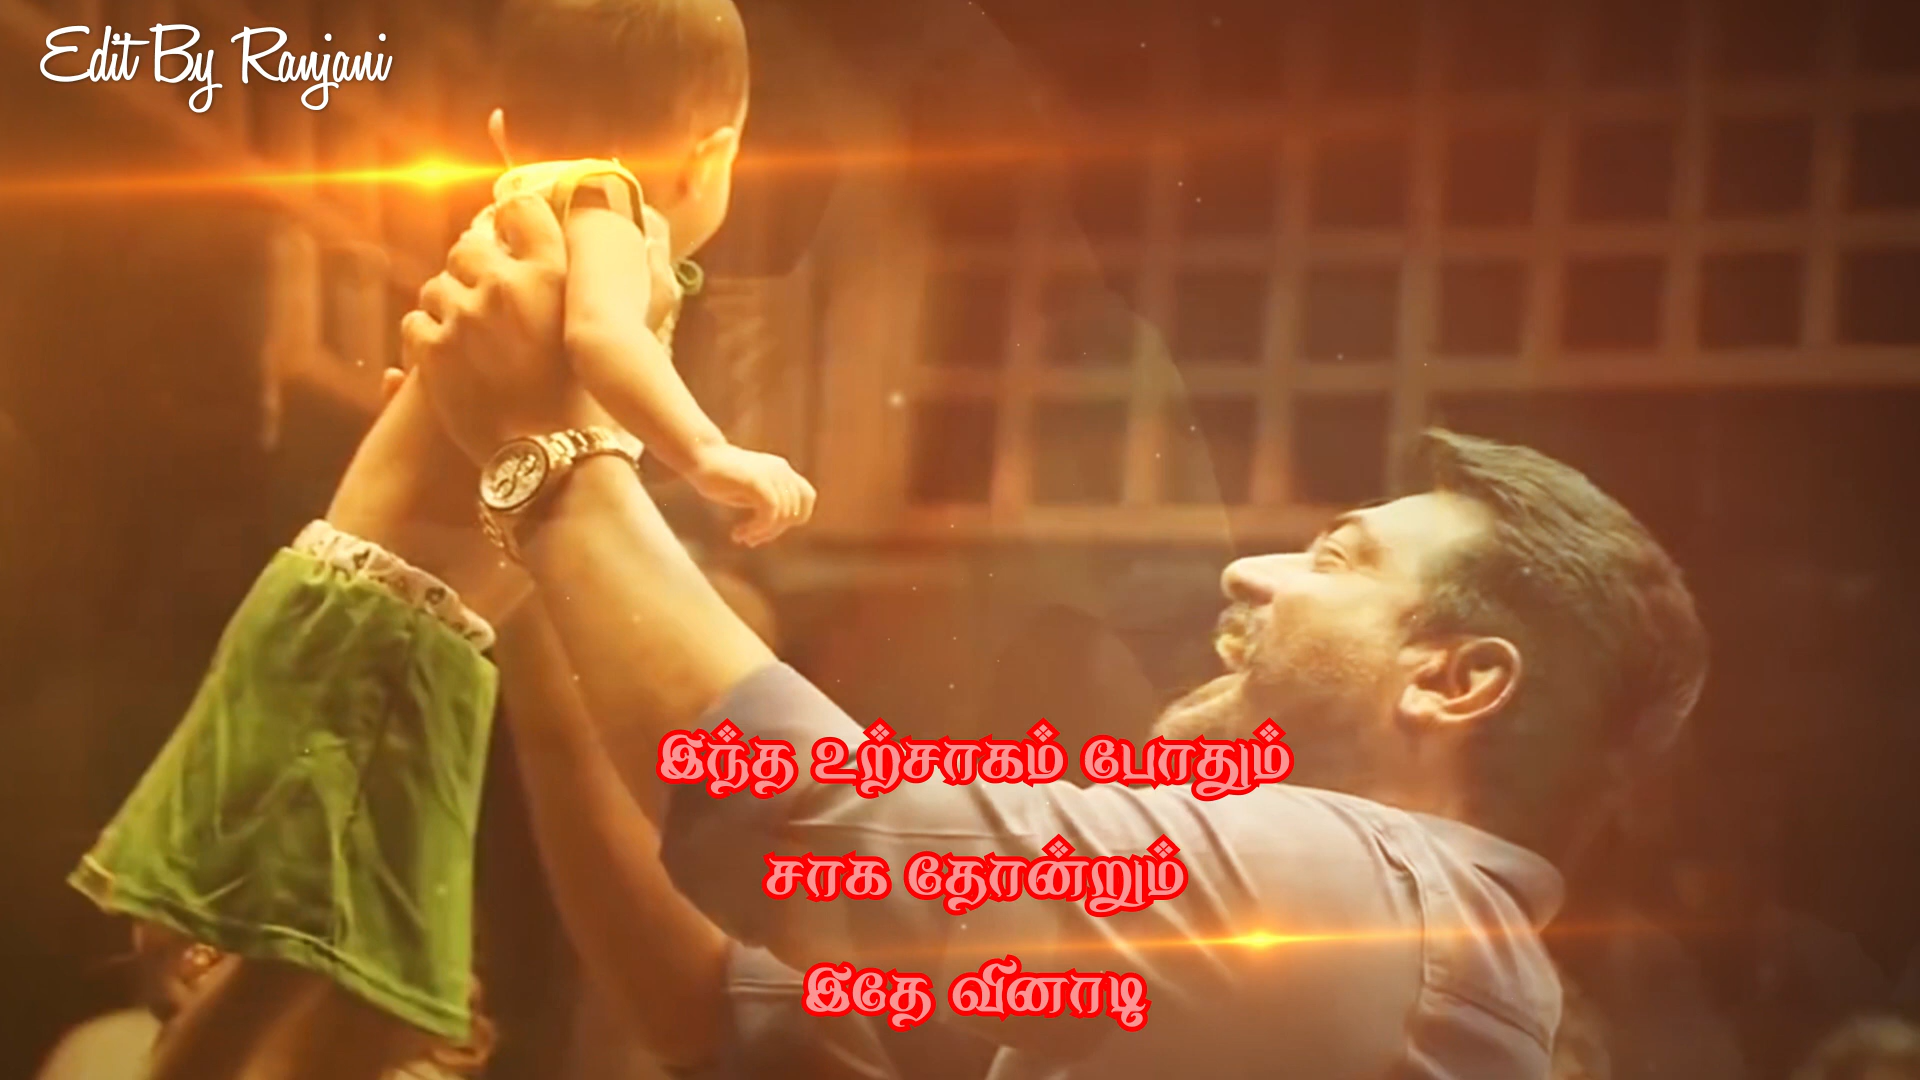 Edit By Ranjani
இந்த உற்சாகம் போதும்
சாக தோன்றும்
இதே வினாடி